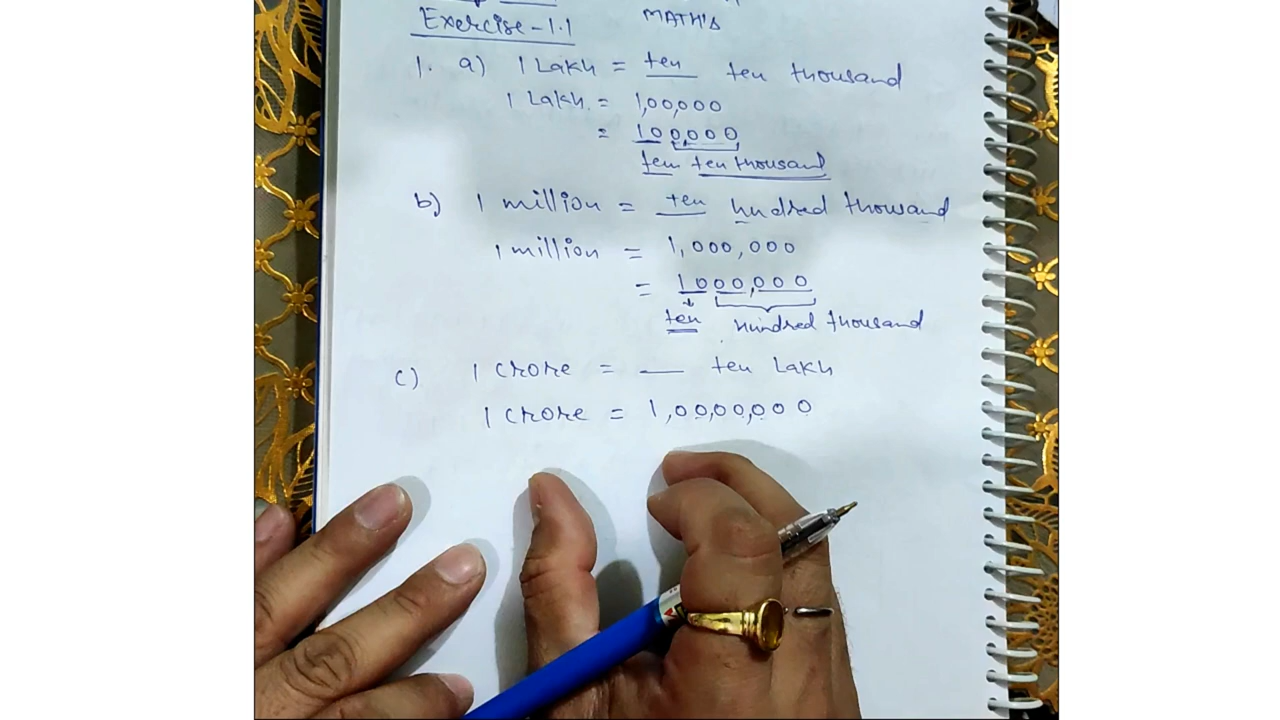 Exercise-1.1
MATH'S
1. a) 1 Lakh = ten ten thousand
1 Lakh = 1,00,000
= 100,000
ten ten thousand
b) 1 million = ten hundred thousand
1 million = 1,000,000
= 1000,000
ten hundred thousand
c) 1 crore = __ ten Lakh
1 crore = 1,00,00,000